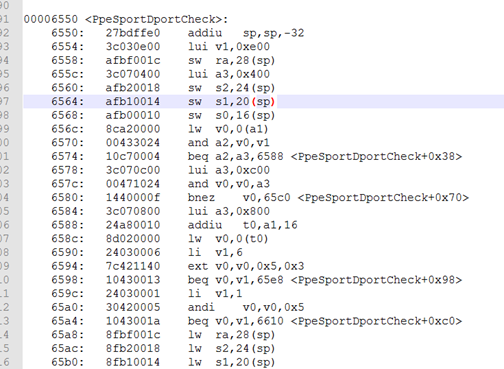 90
91 00006550 <PpeSportDportCheck>:
92 6550: 27bdffe0 addiu sp,sp,-32
93 6554: 3c030e00 lui v1,0xe00
94 6558: afbf001c sw ra,28(sp)
95 655c: 3c070400 lui a3,0x400
96 6560: afb20018 sw s2,24(sp)
97 6564: afb10014 sw s1,20(sp)
98 6568: afb00010 sw s0,16(sp)
99 656c: 8ca20000 lw v0,0(a1)
00 6570: 00433024 and a2,v0,v1
01 6574: 10c70004 beq a2,a3,6588 <PpeSportDportCheck+0x38>
02 6578: 3c070c00 lui a3,0xc00
03 657c: 00471024 and v0,v0,a3
04 6580: 1440000f bnez v0,65c0 <PpeSportDportCheck+0x70>
05 6584: 3c070800 lui a3,0x800
06 6588: 24a80010 addiu t0,a1,16
07 658c: 8d020000 lw v0,0(t0)
08 6590: 24030006 li v1,6
09 6594: 7c421140 ext v0,v0,0x5,0x3
10 6598: 10430013 beq v0,v1,65e8 <PpeSportDportCheck+0x98>
11 659c: 24030001 li v1,1
12 65a0: 30420005 andi v0,v0,0x5
13 65a4: 1043001a beq v0,v1,6610 <PpeSportDportCheck+0xc0>
14 65a8: 8fbf001c lw ra,28(sp)
15 65ac: 8fb20018 lw s2,24(sp)
16 65b0: 8fb10014 lw s1,20(sp)